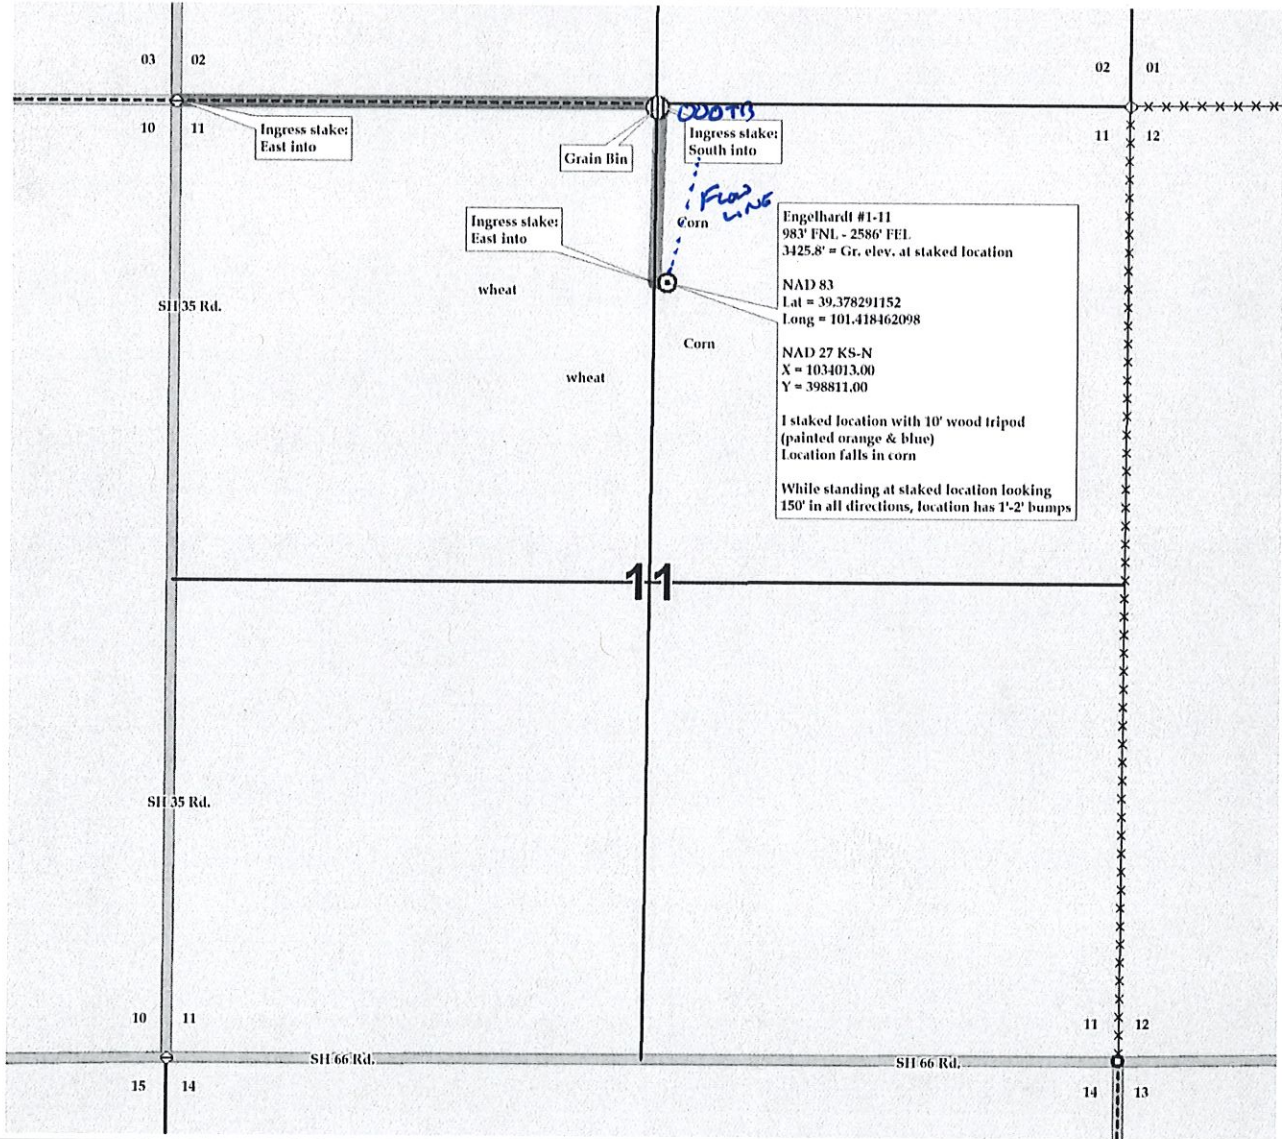 03 02
02 01
OOOTB
10 11
11 12
Ingress stake:
East into
Grain Bin
Ingress stake:
South into
FLOW
LINE
Ingress stake:
East into
Corn
wheat
SH 35 Rd.
Corn
wheat
Engelhardt #1-11
983' FNL - 2586' FEL
3425.8' = Gr. elev. at staked location
NAD 83
Lat = 39.378291152
Long = 101.418462098
NAD 27 KS-N
X = 1034013.00
Y = 398811.00
I staked location with 10' wood tripod
(painted orange & blue)
Location falls in corn
While standing at staked location looking
150' in all directions, location has 1'-2' bumps
11
SH 35 Rd.
10 11
11 12
SH 66 Rd.
SH 66 Rd.
15 14
14 13